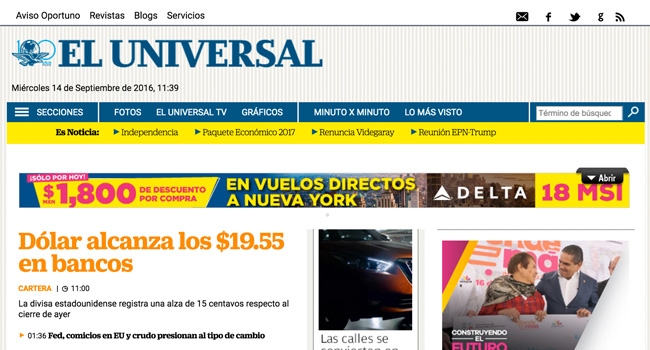 Aviso Oportuno Revistas Blogs Servicios
100
EL UNIVERSAL
Miércoles 14 de Septiembre de 2016, 11:39
SECCIONES FOTOS EL UNIVERSAL TV GRÁFICOS MINUTO X MINUTO LO MÁS VISTO Término de búsquec
Es Noticia: Independencia Paquete Económico 2017 Renuncia Videgaray Reunión EPN-Trump
Abrir
¡SÓLO POR HOY!
$1,800
MXN
DE DESCUENTO
POR COMPRA
EN VUELOS DIRECTOS
A NUEVA YORK
DELTA
18 MSI
Dólar alcanza los $19.55
en bancos
CARTERA | 11:00
La divisa estadounidense registra una alza de 15 centavos respecto al
cierre de ayer
01:36 Fed, comicios en EU y crudo presionan al tipo de cambio
Las calles se
convierten en
CONSTRUYENDO
EL
FUTURO